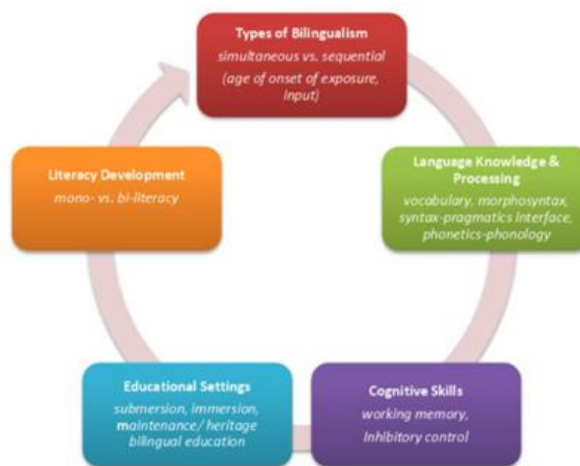 Types of Bilingualism
simultaneous vs. sequential
(age of onset of exposure,
input)
Language Knowledge &
Processing
vocabulary, morphosyntax,
syntax-pragmatics interface,
phonetics-phonology
Cognitive Skills
working memory,
Inhibitory control
Educational Settings
submersion, immersion,
maintenance/ heritage
bilingual education
Literacy Development
mono- vs. bi-literacy